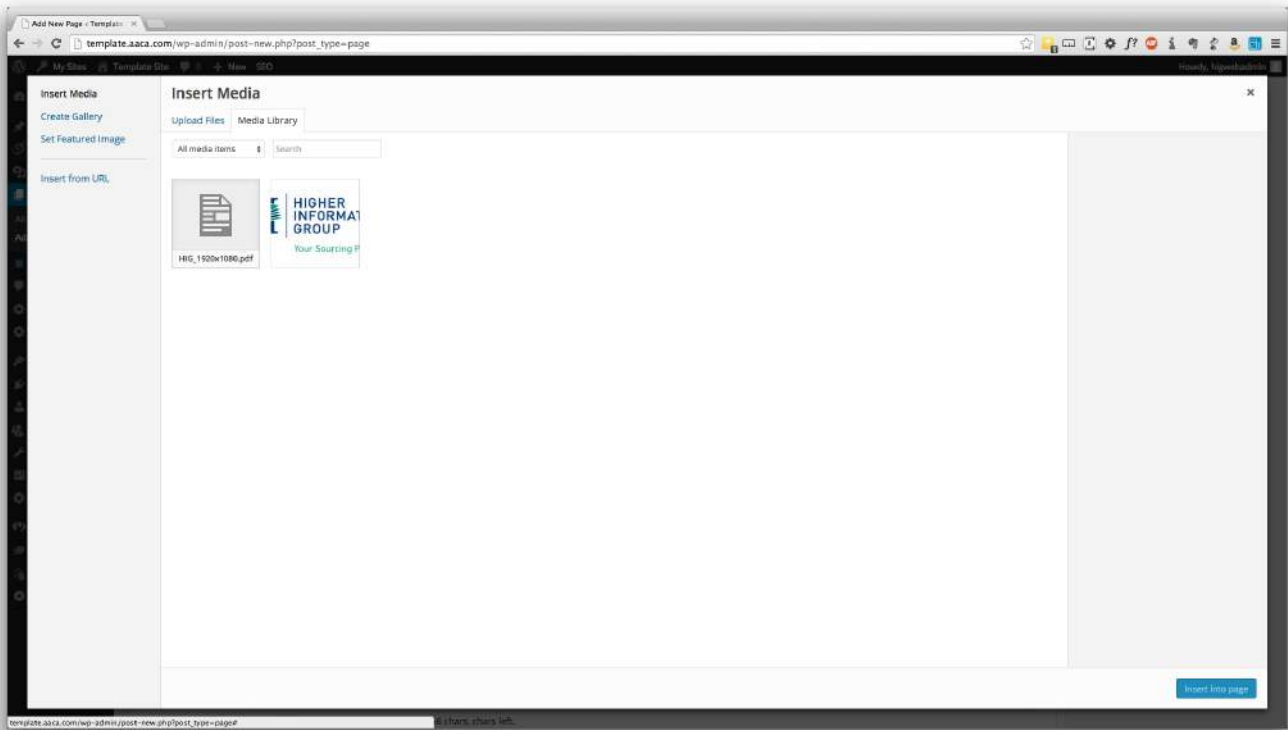 Add New Page ‹ Template
template.aaca.com/wp-admin/post-new.php?post_type=page
My Sites Template Site New SEO
Howdy, higwebadmin
Insert Media
Create Gallery
Set Featured Image
Insert from URL
Insert Media
Upload Files Media Library
All media items Search
HIGHER
INFORMAT
GROUP
Your Sourcing P
HIG_1920x1080.pdf
Insert into page
template.aaca.com/wp-admin/post-new.php?post_type=page#
6 chars, chars left.